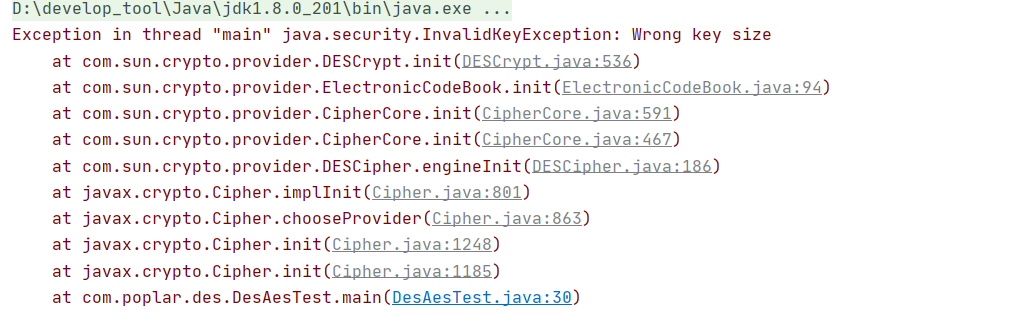 D:\develop_tool\Java\jdk1.8.0_201\bin\java.exe ...
Exception in thread "main" java.security.InvalidKeyException: Wrong key size
at com.sun.crypto.provider.DESCrypt.init(DESCrypt.java:536)
at com.sun.crypto.provider.ElectronicCodeBook.init(ElectronicCodeBook.java:94)
at com.sun.crypto.provider.CipherCore.init(CipherCore.java:591)
at com.sun.crypto.provider.CipherCore.init(CipherCore.java:467)
at com.sun.crypto.provider.DESCipher.engineInit(DESCipher.java:186)
at javax.crypto.Cipher.implInit(Cipher.java:801)
at javax.crypto.Cipher.chooseProvider(Cipher.java:863)
at javax.crypto.Cipher.init(Cipher.java:1248)
at javax.crypto.Cipher.init(Cipher.java:1185)
at com.poplar.des.DesAesTest.main(DesAesTest.java:30)